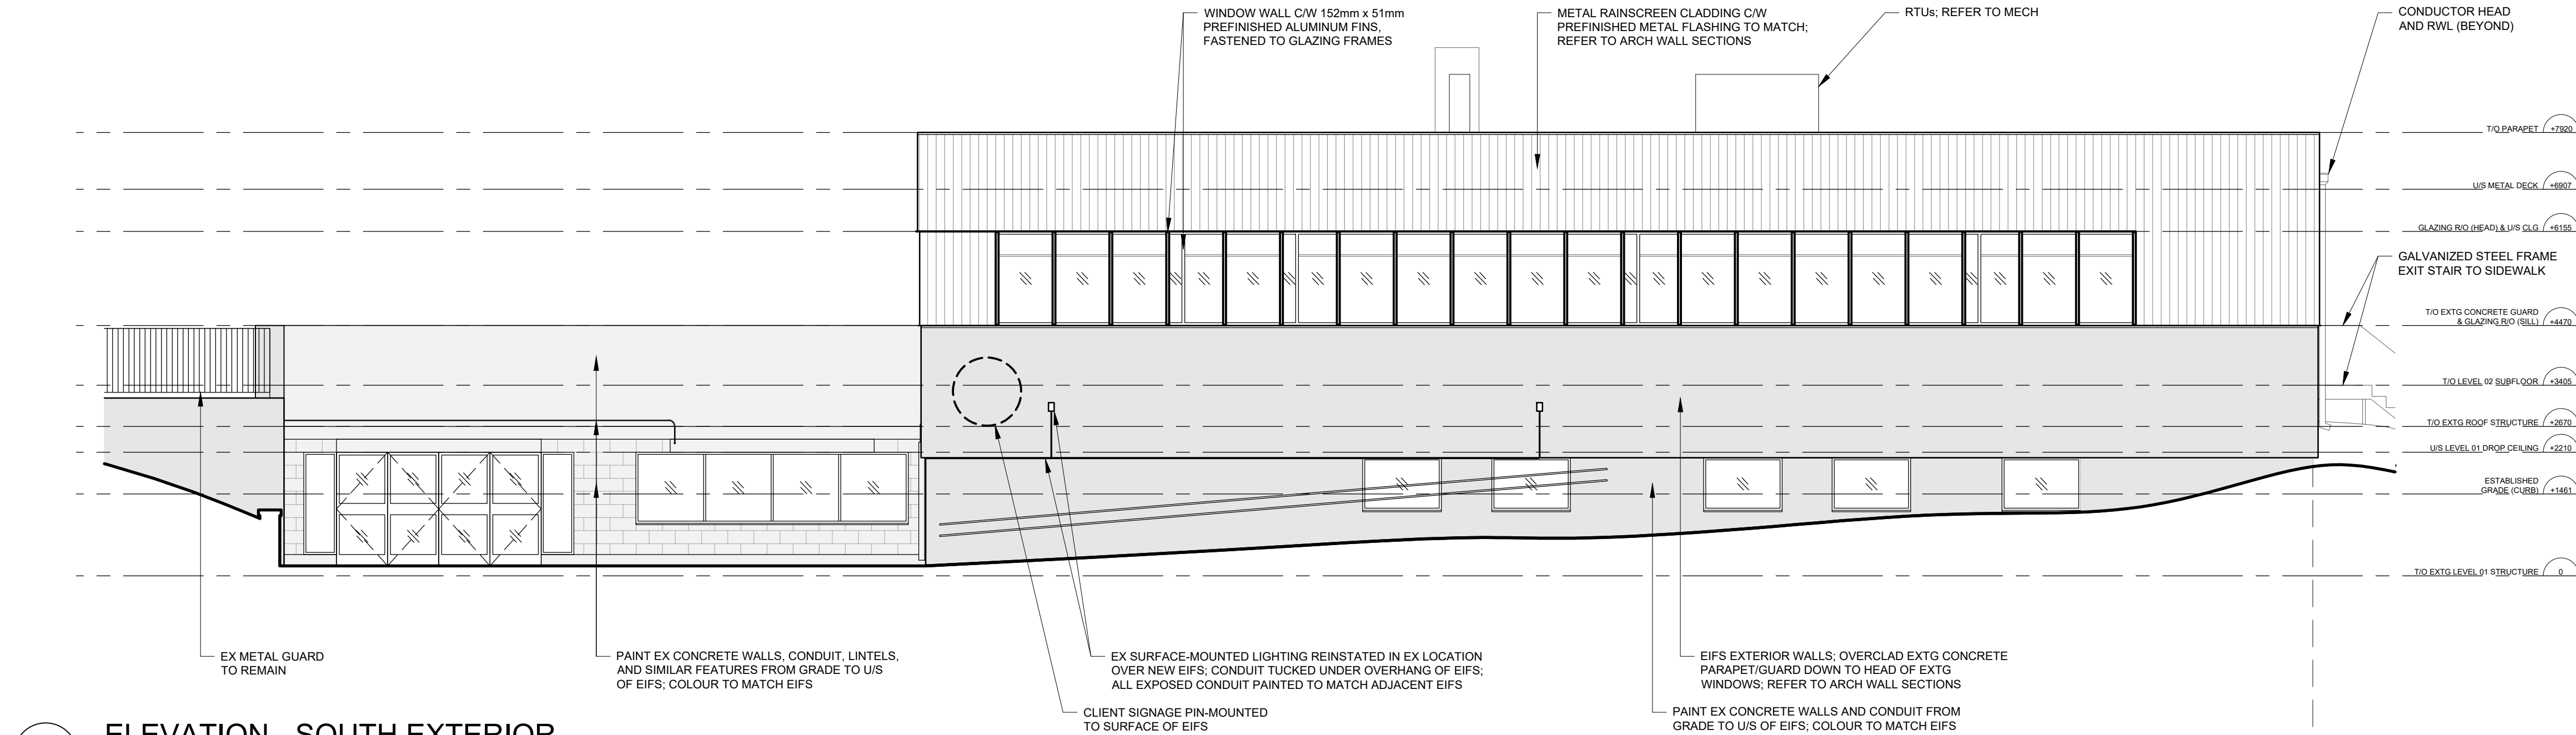 WINDOW WALL C/W 152mm x 51mm
PREFINISHED ALUMINUM FINS,
FASTENED TO GLAZING FRAMES
METAL RAINSCREEN CLADDING C/W
PREFINISHED METAL FLASHING TO MATCH;
REFER TO ARCH WALL SECTIONS
RTUs; REFER TO MECH
CONDUCTOR HEAD
AND RWL (BEYOND)
T/O PARAPET +7920
U/S METAL DECK +6907
GLAZING R/O (HEAD) & U/S CLG +6155
GALVANIZED STEEL FRAME
EXIT STAIR TO SIDEWALK
T/O EXTG CONCRETE GUARD
& GLAZING R/O (SILL) +4470
T/O LEVEL 02 SUBFLOOR +3405
T/O EXTG ROOF STRUCTURE +2670
U/S LEVEL 01 DROP CEILING +2210
ESTABLISHED
GRADE (CURB) +1461
T/O EXTG LEVEL 01 STRUCTURE 0
EX METAL GUARD
TO REMAIN
PAINT EX CONCRETE WALLS, CONDUIT, LINTELS,
AND SIMILAR FEATURES FROM GRADE TO U/S
OF EIFS; COLOUR TO MATCH EIFS
EX SURFACE-MOUNTED LIGHTING REINSTATED IN EX LOCATION
OVER NEW EIFS; CONDUIT TUCKED UNDER OVERHANG OF EIFS;
ALL EXPOSED CONDUIT PAINTED TO MATCH ADJACENT EIFS
CLIENT SIGNAGE PIN-MOUNTED
TO SURFACE OF EIFS
EIFS EXTERIOR WALLS; OVERCLAD EXTG CONCRETE
PARAPET/GUARD DOWN TO HEAD OF EXTG
WINDOWS; REFER TO ARCH WALL SECTIONS
PAINT EX CONCRETE WALLS AND CONDUIT FROM
GRADE TO U/S OF EIFS; COLOUR TO MATCH EIFS
ELEVATION - SOUTH EXTERIOR